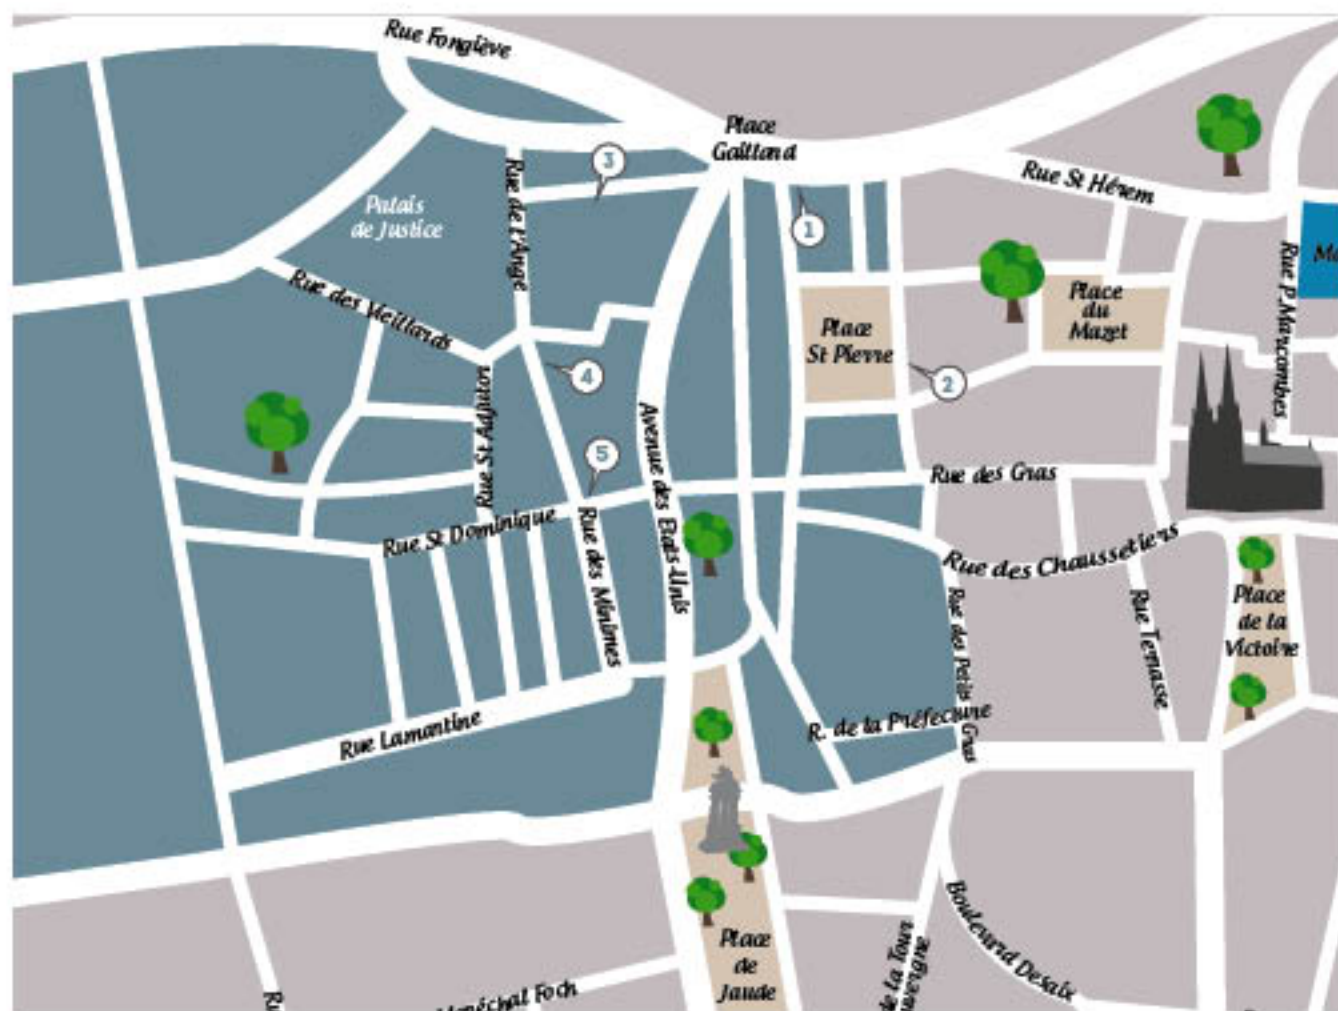 Rue Fongiève
Place
Gaillard
3
Rue St Hérem
Palais
de Justice
Rue de l'Ange
1
Rue des Vieillards
Place
du
Mazet
Rue P. Marcombes
Place
St Pierre
4
2
Rue St Adjutor
Avenue des Etats-Unis
5
Rue des Gras
Rue St Dominique
Rue des Minimes
Rue des Chaussetiers
Rue des Petits Gras
Rue Terrasse
Place
de la
Victoire
Rue Lamartine
R. de la Préfecture
Place
de
Jaude
Boulevard Desaix
de la Tour
Foch